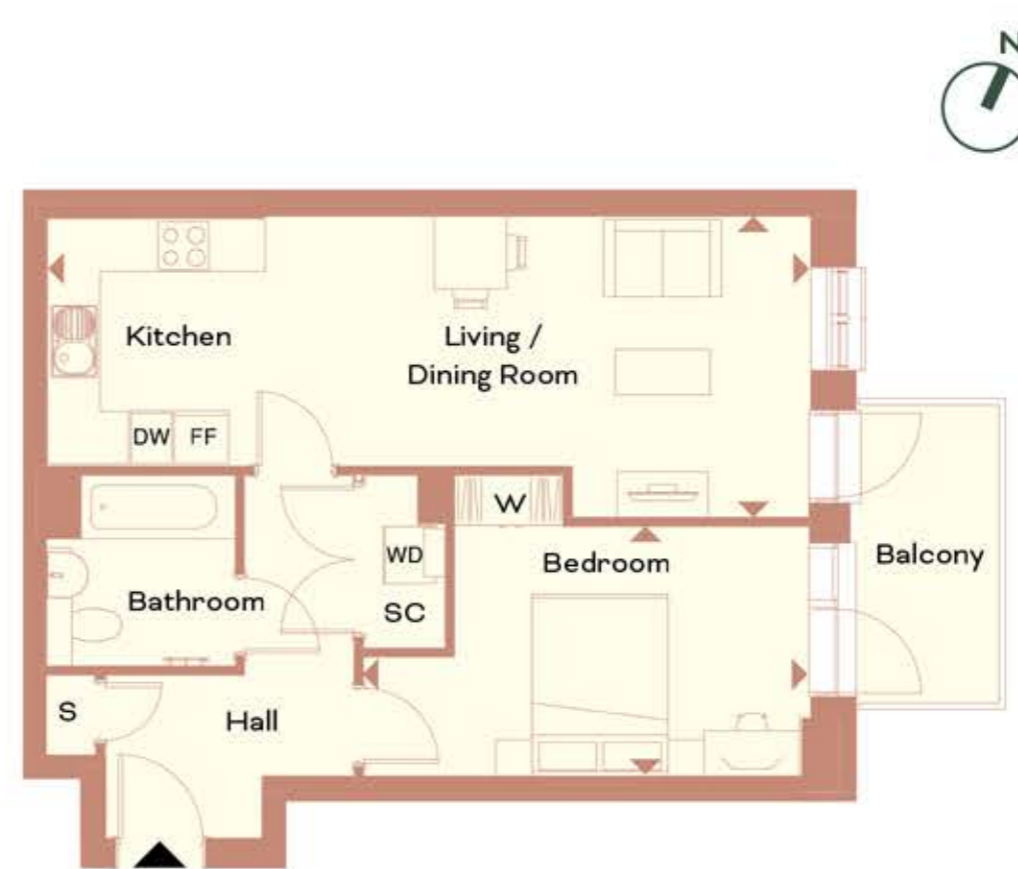 N
Kitchen
Living /
Dining Room
DW
FF
W
WD
Bedroom
Balcony
Bathroom
SC
S
Hall